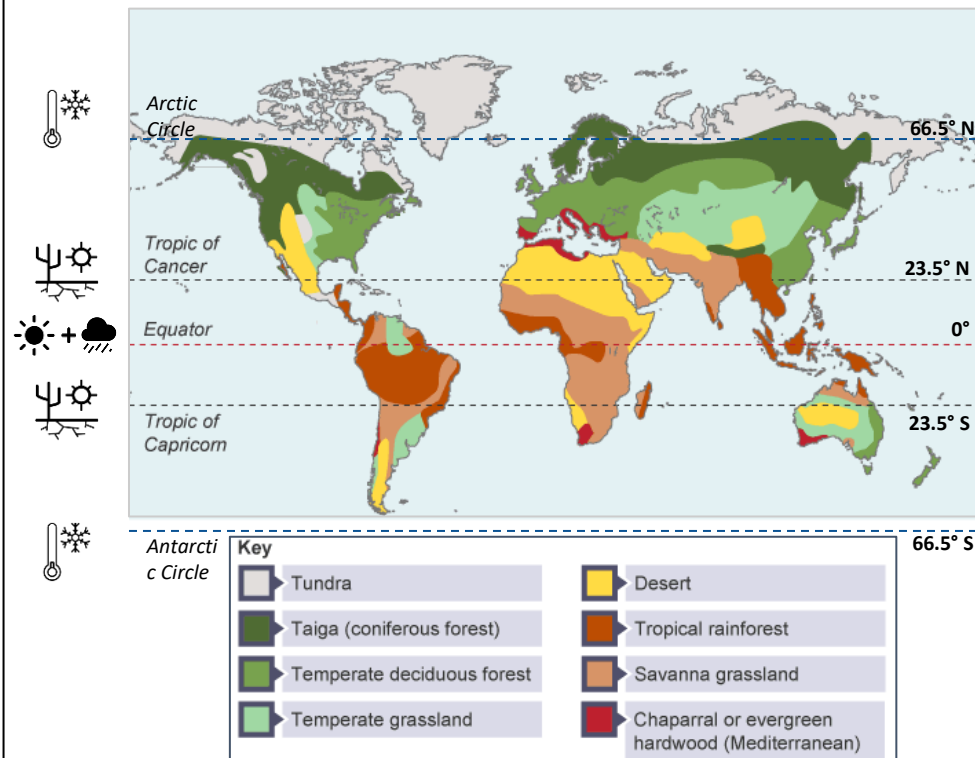 Arctic
Circle
66.5° N
Tropic of
Cancer
23.5° N
Equator
0°
Tropic of
Capricorn
23.5° S
Antarcti
c Circle
66.5° S
Key
Tundra
Desert
Taiga (coniferous forest)
Tropical rainforest
Temperate deciduous forest
Savanna grassland
Temperate grassland
Chaparral or evergreen
hardwood (Mediterranean)